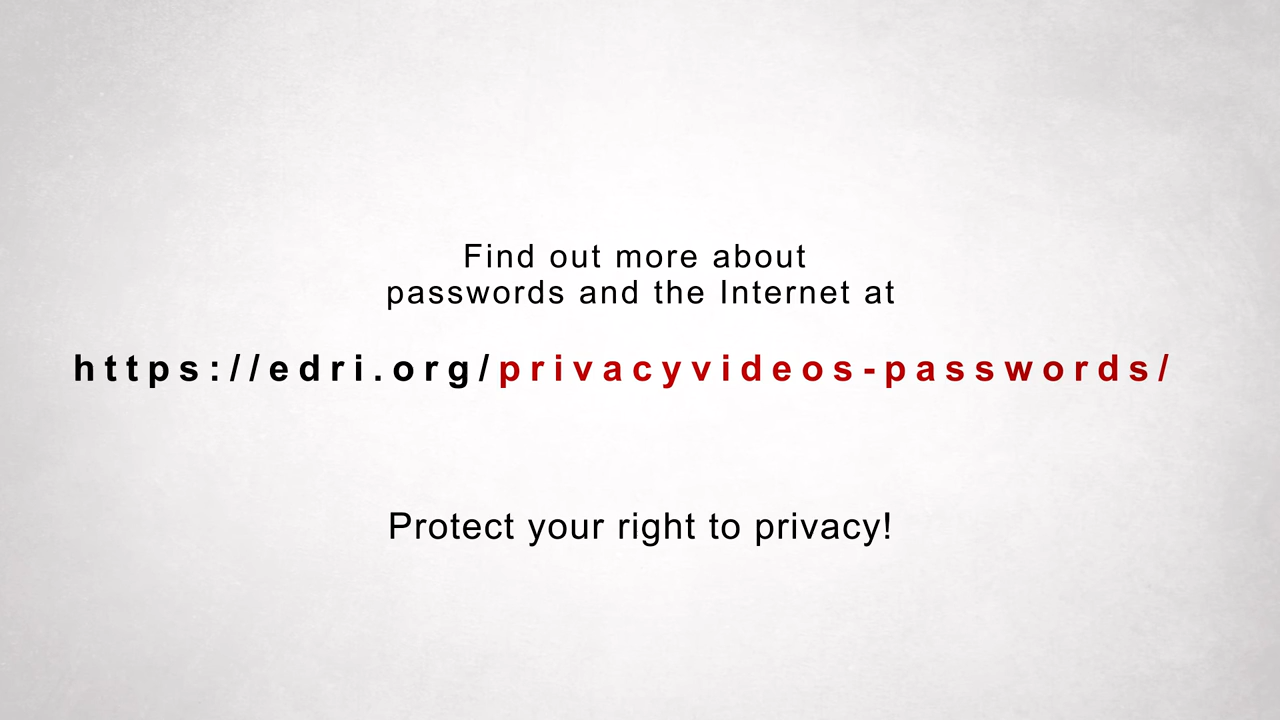 Find out more about
passwords and the Internet at
https://edri.org/privacyvideos-passwords/
Protect your right to privacy!